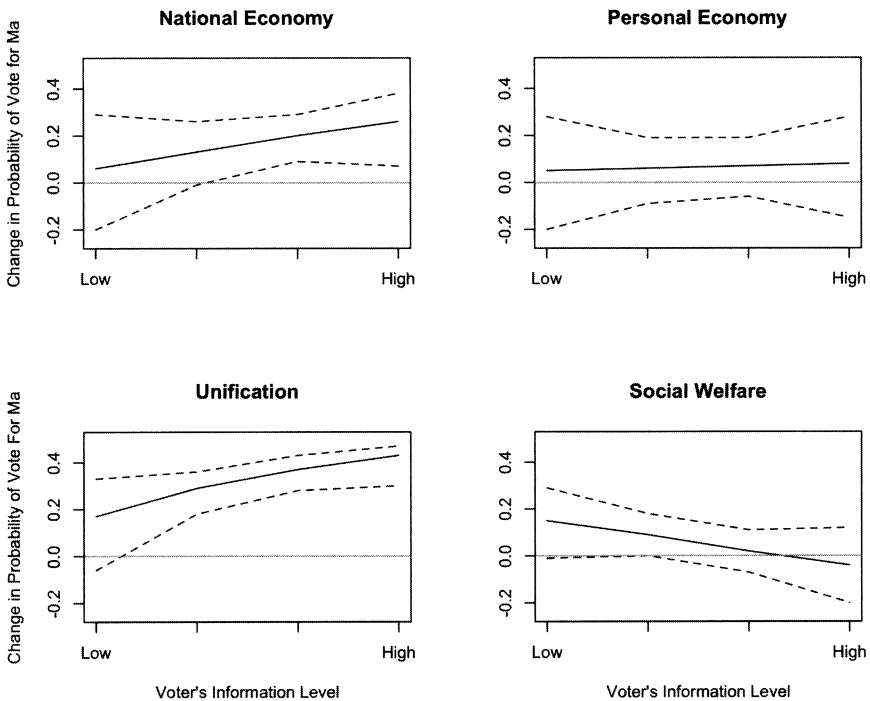 National Economy
Change in Probability of Vote for Ma
0.4
0.2
0.0
-0.2
Low
High
Personal Economy
0.4
0.2
0.0
-0.2
Low
High
Unification
Change in Probability of Vote For Ma
0.4
0.2
0.0
-0.2
Low
High
Voter's Information Level
Social Welfare
0.4
0.2
0.0
-0.2
Low
High
Voter's Information Level